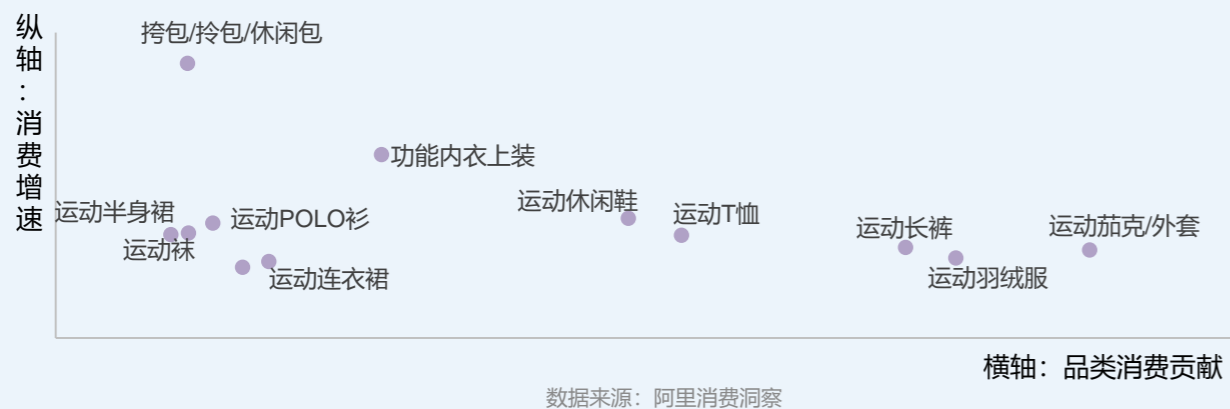 纵轴：消费增速
挎包/拎包/休闲包
功能内衣上装
运动半身裙
运动POLO衫
运动袜
运动连衣裙
运动休闲鞋
运动T恤
运动长裤
运动茄克/外套
运动羽绒服
横轴：品类消费贡献
数据来源：阿里消费洞察